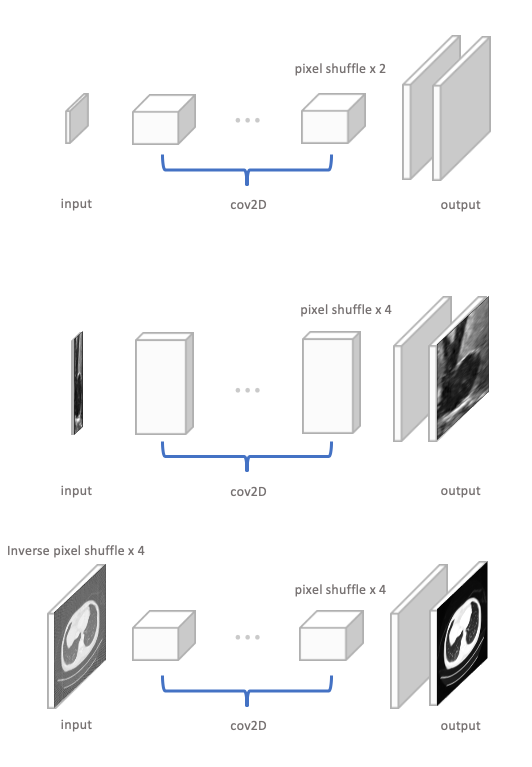 pixel shuffle x 2
input
cov2D
output
pixel shuffle x 4
input
cov2D
output
Inverse pixel shuffle x 4
pixel shuffle x 4
input
cov2D
output